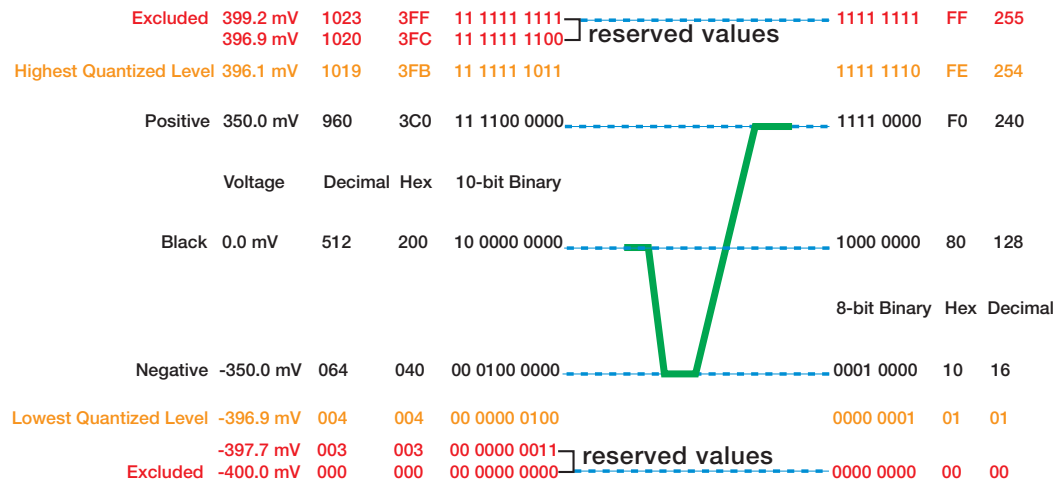 Excluded 399.2 mV 1023 3FF 11 1111 1111 1111 1111 FF 255
396.9 mV 1020 3FC 11 1111 1100 reserved values
Highest Quantized Level 396.1 mV 1019 3FB 11 1111 1011 1111 1110 FE 254
Positive 350.0 mV 960 3C0 11 1100 0000 1111 0000 F0 240
Voltage Decimal Hex 10-bit Binary
Black 0.0 mV 512 200 10 0000 0000 1000 0000 80 128
8-bit Binary Hex Decimal
Negative -350.0 mV 064 040 00 0100 0000 0001 0000 10 16
Lowest Quantized Level -396.9 mV 004 004 00 0000 0100 0000 0001 01 01
-397.7 mV 003 003 00 0000 0011 reserved values
Excluded -400.0 mV 000 000 00 0000 0000 0000 0000 00 00